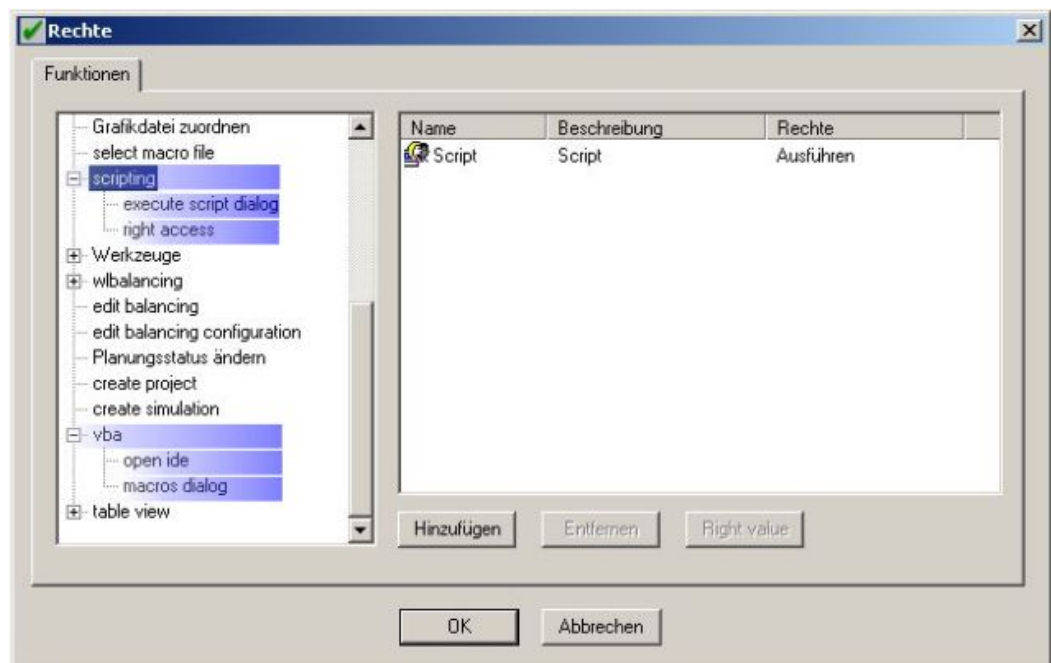 Rechte
Funktionen
Grafikdatei zuordnen
select macro file
scripting
execute script dialog
right access
Werkzeuge
wlbalancing
edit balancing
edit balancing configuration
Planungsstatus ändern
create project
create simulation
vba
open ide
macros dialog
table view
Name Beschreibung Rechte
Script Script Ausführen
Hinzufügen Entfernen Right value
OK Abbrechen